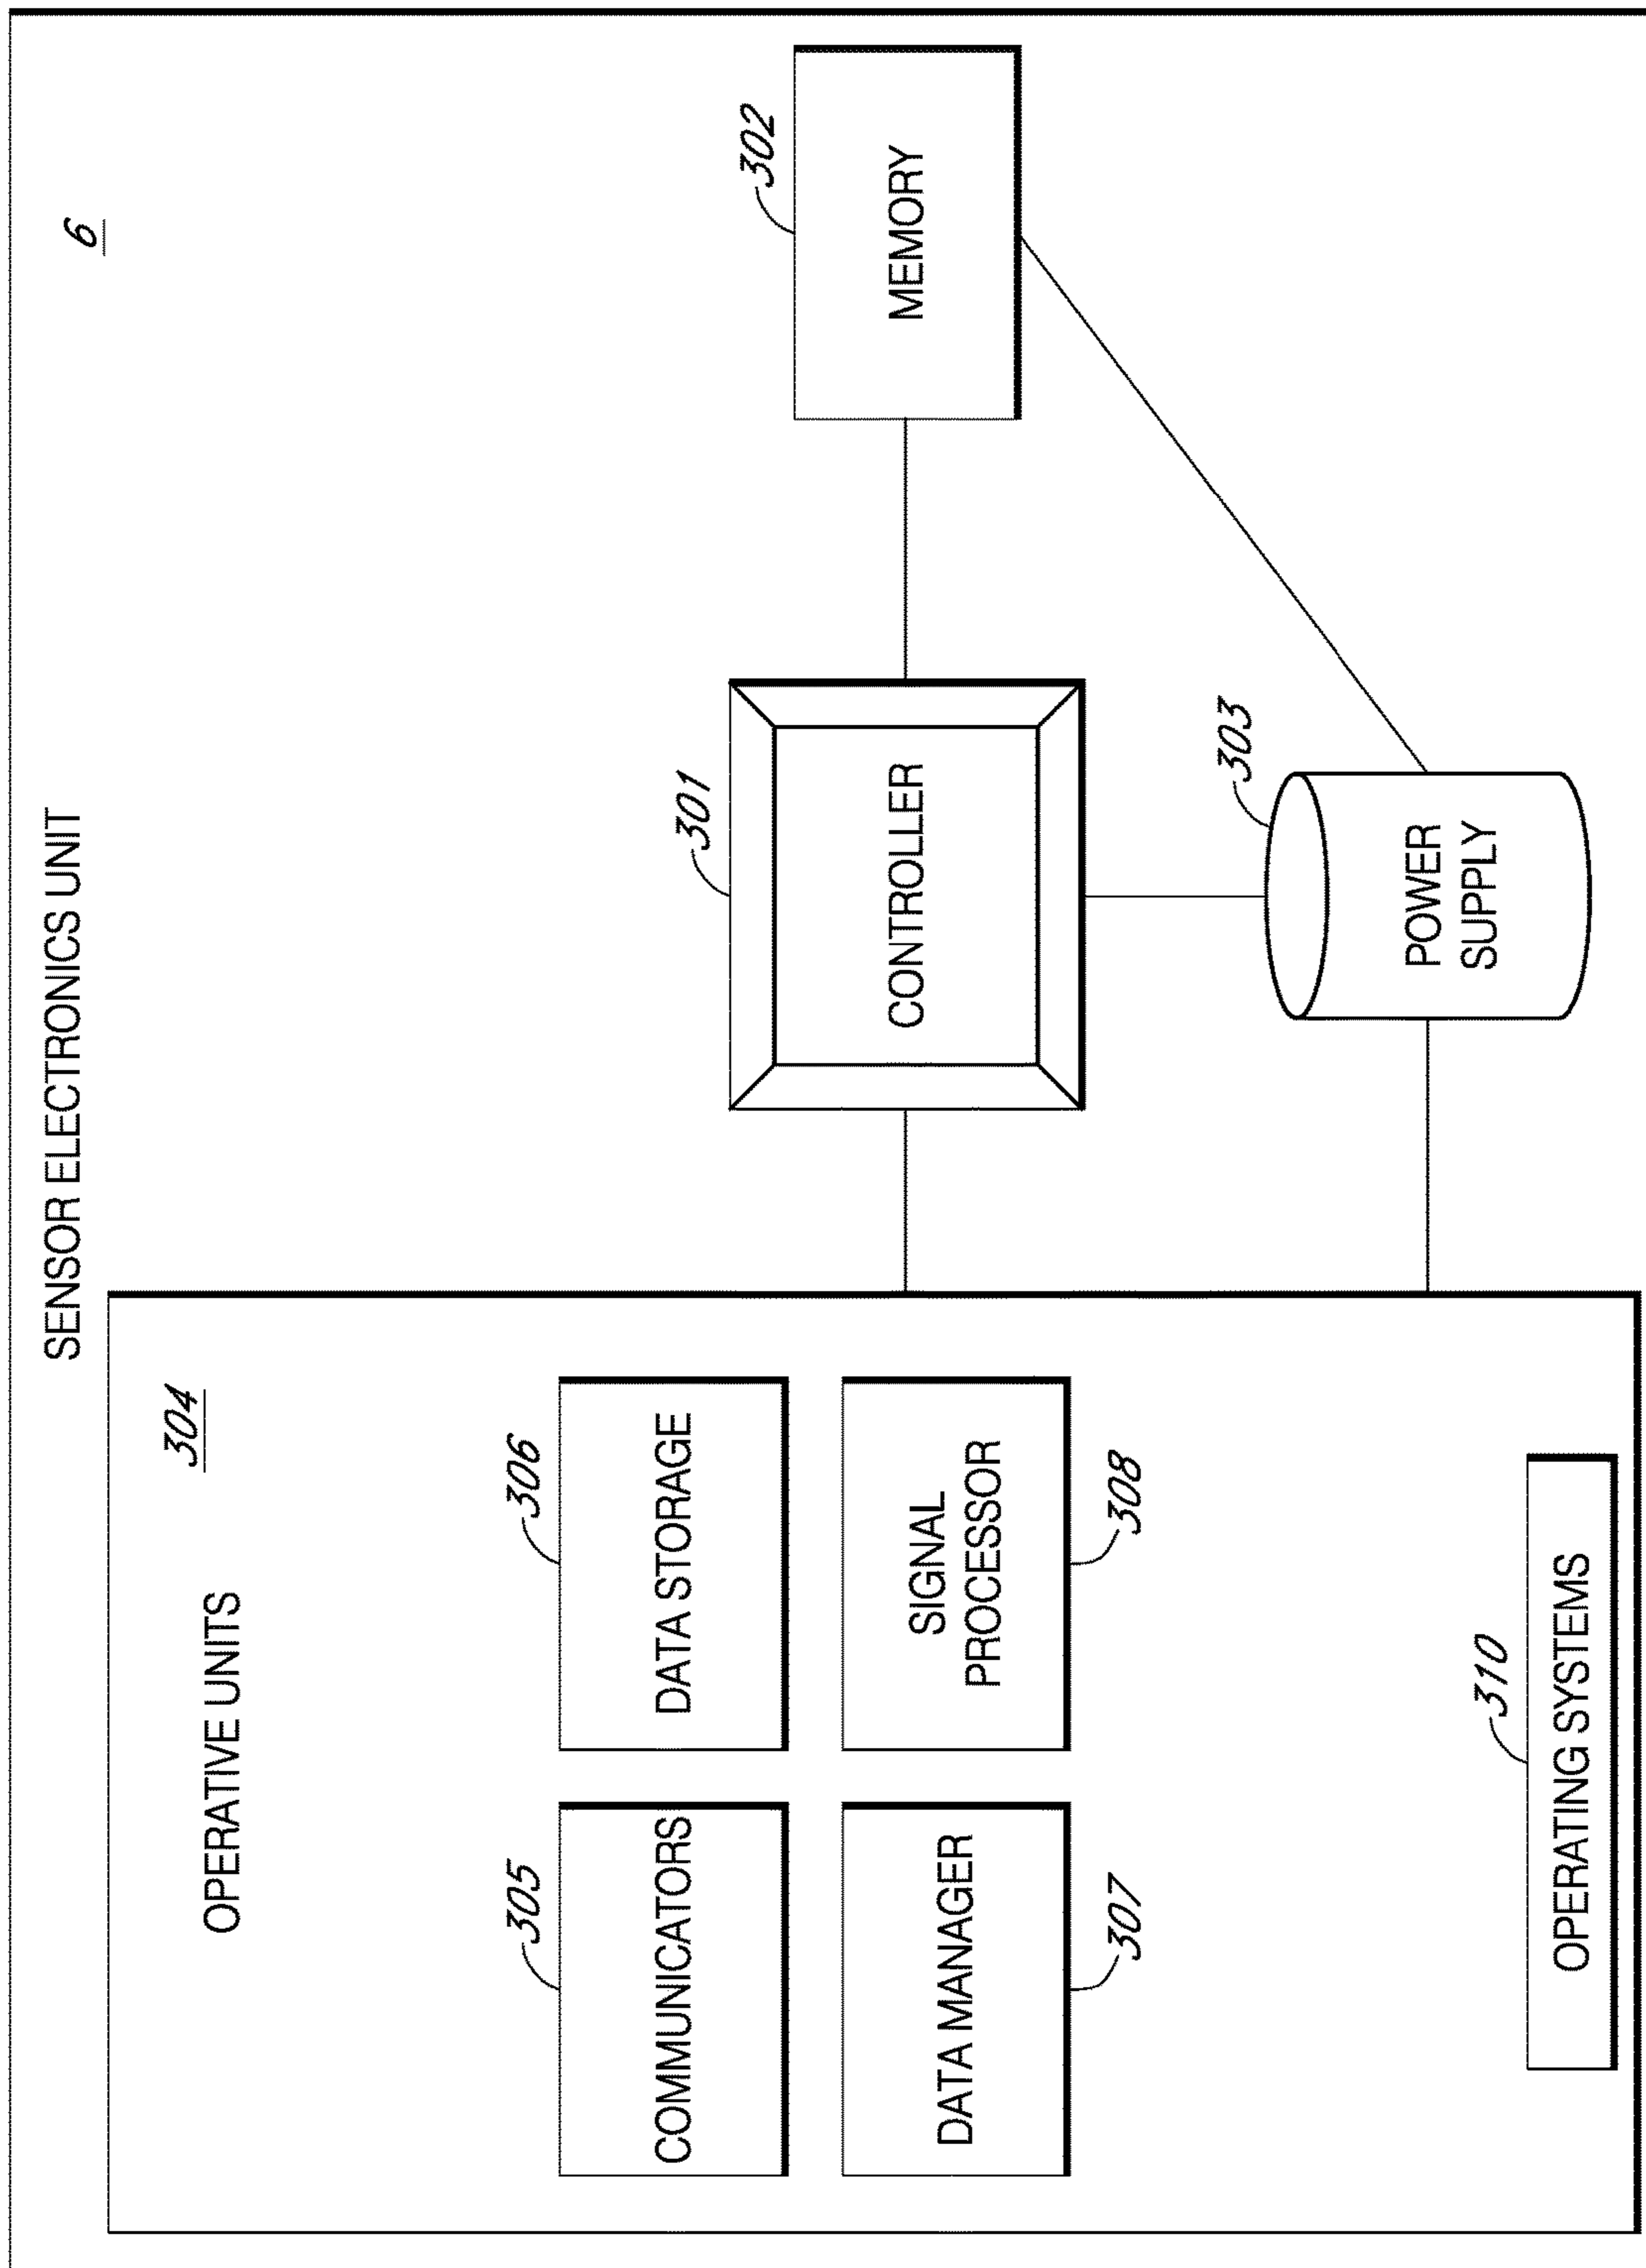 SENSOR ELECTRONICS UNIT
6
OPERATIVE UNITS
304
305
COMMUNICATORS
306
DATA STORAGE
DATA MANAGER
307
SIGNAL
PROCESSOR
308
310
OPERATING SYSTEMS
301
CONTROLLER
302
MEMORY
303
POWER
SUPPLY